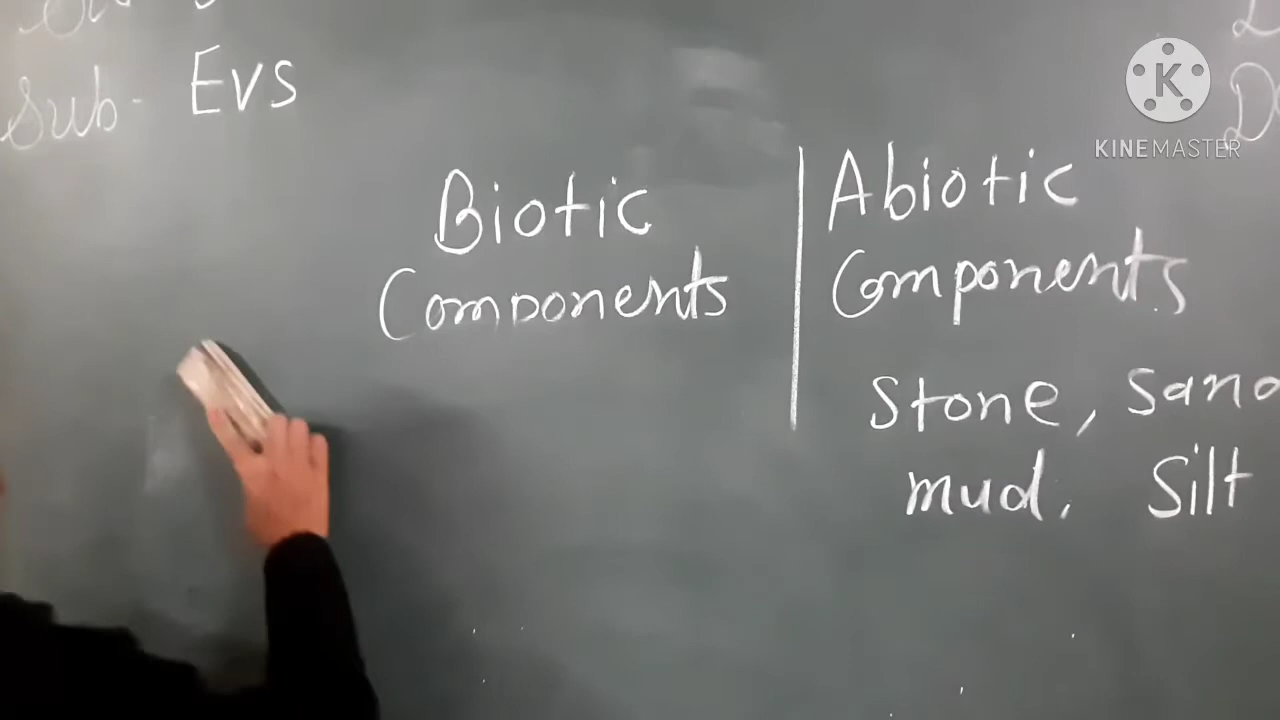 Sub- Evs
K
KINEMASTER
Biotic
Components
Abiotic
Components
Stone, Sand
mud, Silt